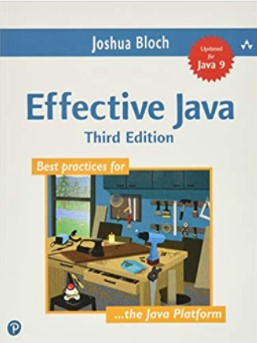 Joshua Bloch
Updated
for
Java 9
Effective Java
Third Edition
Best practices for
...the Java Platform